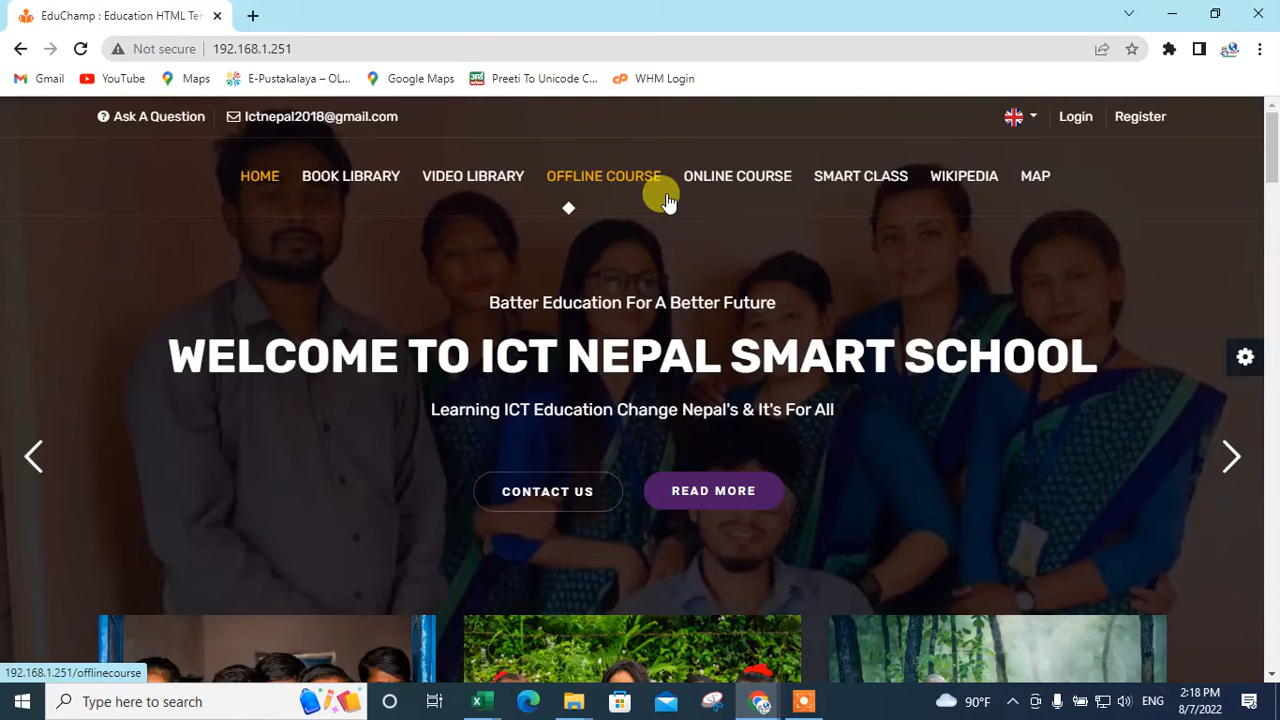 EduChamp : Education HTML Ten
Not secure
192.168.1.251
Gmail
YouTube
Maps
E-Pustakalaya – OL...
Google Maps
Preeti To Unicode C...
WHM Login
Ask A Question
Ictnepal2018@gmail.com
Login
Register
HOME
BOOK LIBRARY
VIDEO LIBRARY
OFFLINE COURSE
ONLINE COURSE
SMART CLASS
WIKIPEDIA
MAP
Batter Education For A Better Future
WELCOME TO ICT NEPAL SMART SCHOOL
Learning ICT Education Change Nepal's & It's For All
CONTACT US
READ MORE
192.168.1.251/offlinecourse
Type here to search
90°F
ENG
2:18 PM
8/7/2022